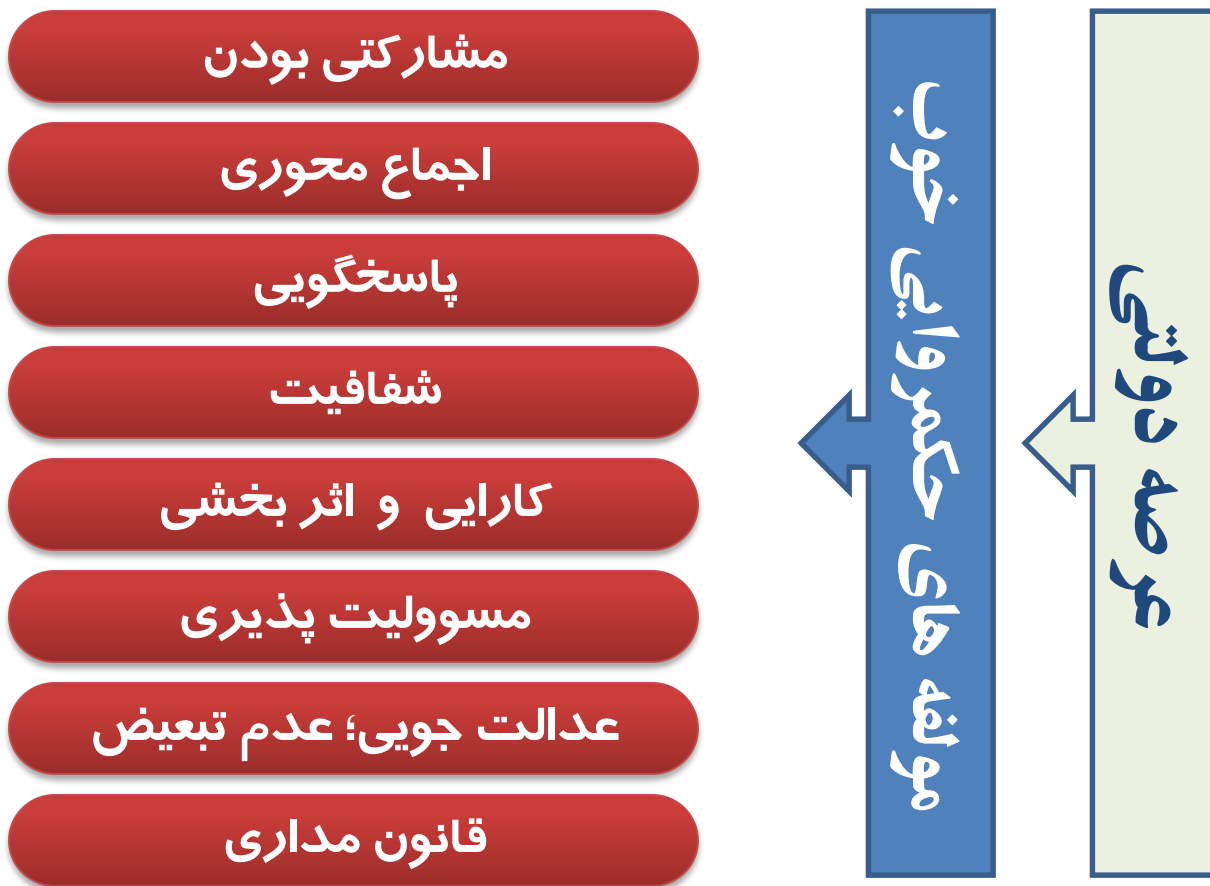 عرصه دولتی
مولفه های حکمروایی خوب
مشارکتی بودن
اجماع محوری
پاسخگویی
شفافیت
کارایی و اثر بخشی
مسوولیت پذیری
عدالت جویی؛ عدم تبعیض
قانون مداری